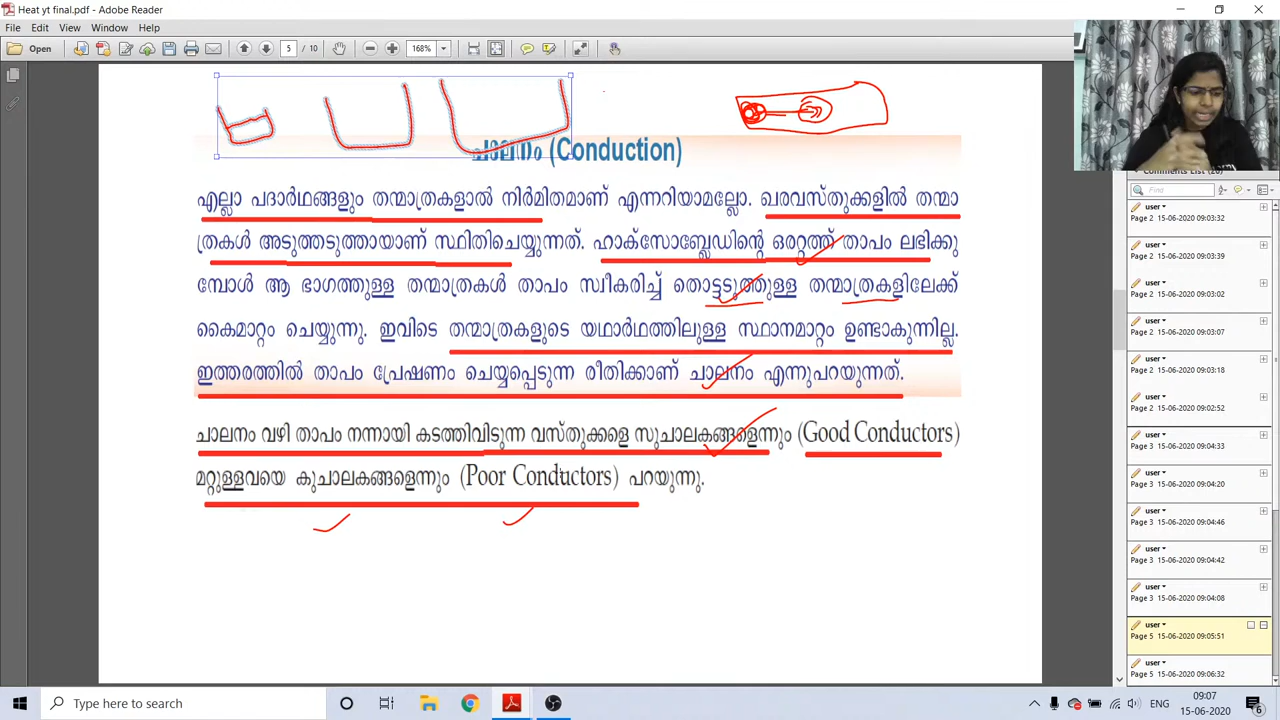 Heat yt final.pdf - Adobe Reader
File Edit View Window Help
Open 5 / 10 168%
ചാലനം (Conduction)
എല്ലാ പദാർഥങ്ങളും തന്മാത്രകളാൽ നിർമിതമാണ് എന്നറിയാമല്ലോ. ഖരവസ്തുക്കളിൽ തന്മാ
ത്രകൾ അടുത്തടുത്തായാണ് സ്ഥിതിചെയ്യുന്നത്. ഹാക്സോബ്ലേഡിന്റെ ഒരറ്റത്ത് താപം ലഭിക്കു
മ്പോൾ ആ ഭാഗത്തുള്ള തന്മാത്രകൾ താപം സ്വീകരിച്ച് തൊട്ടടുത്തുള്ള തന്മാത്രകളിലേക്ക്
കൈമാറ്റം ചെയ്യുന്നു. ഇവിടെ തന്മാത്രകളുടെ യഥാർഥത്തിലുള്ള സ്ഥാനമാറ്റം ഉണ്ടാകുന്നില്ല.
ഇത്തരത്തിൽ താപം പ്രേഷണം ചെയ്യപ്പെടുന്ന രീതിക്കാണ് ചാലനം എന്നുപറയുന്നത്.
ചാലനം വഴി താപം നന്നായി കടത്തിവിടുന്ന വസ്തുക്കളെ സുചാലകങ്ങളെന്നും (Good Conductors)
മറ്റുള്ളവയെ കുചാലകങ്ങളെന്നും (Poor Conductors) പറയുന്നു.
Find
user
Page 2 15-06-2020 09:03:32
user
Page 2 15-06-2020 09:03:39
user
Page 2 15-06-2020 09:03:02
user
Page 2 15-06-2020 09:03:07
user
Page 2 15-06-2020 09:03:18
user
Page 2 15-06-2020 09:02:52
user
Page 3 15-06-2020 09:04:33
user
Page 3 15-06-2020 09:04:20
user
Page 3 15-06-2020 09:04:46
user
Page 3 15-06-2020 09:04:42
user
Page 3 15-06-2020 09:04:08
user
Page 5 15-06-2020 09:05:51
user
Page 5 15-06-2020 09:06:32
Type here to search
ENG
09:07
15-06-2020
6